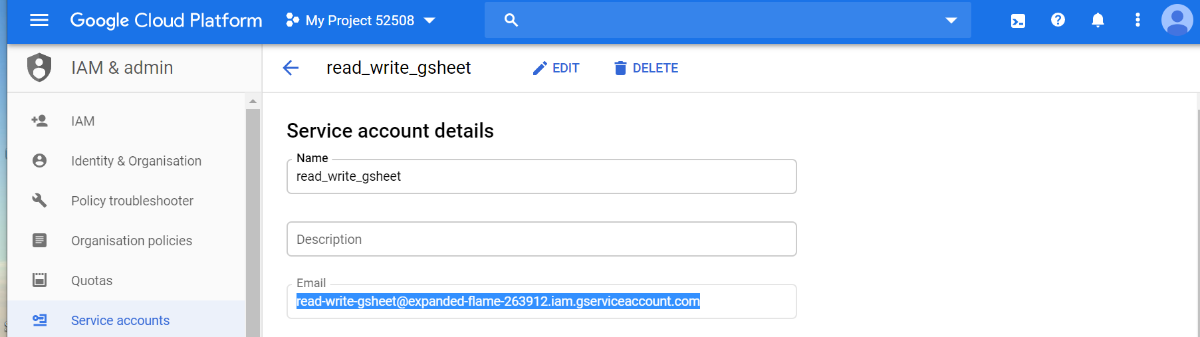 Google Cloud Platform
My Project 52508
IAM & admin
read_write_gsheet
EDIT
DELETE
IAM
Identity & Organisation
Policy troubleshooter
Organisation policies
Quotas
Service accounts
Service account details
Name
read_write_gsheet
Description
Email
read-write-gsheet@expanded-flame-263912.iam.gserviceaccount.com